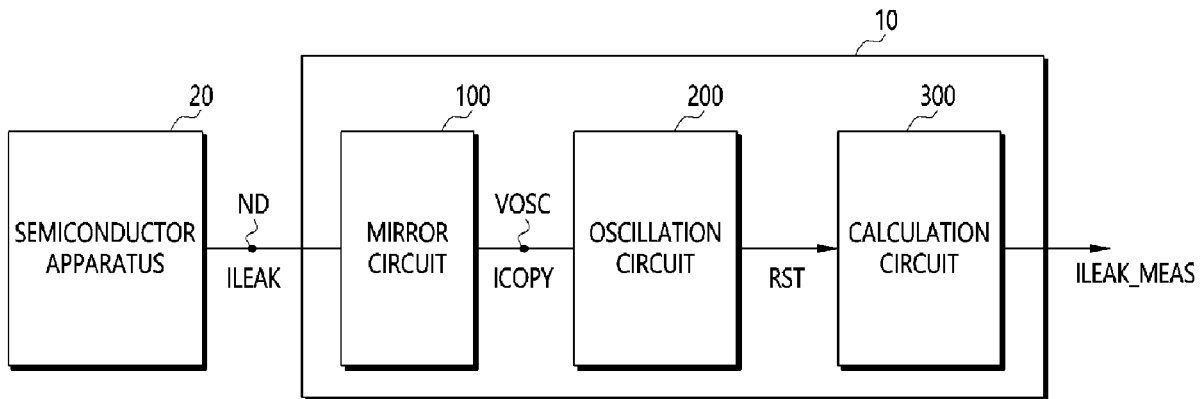 10
20
100
200
300
ND
VOSC
SEMICONDUCTOR
APPARATUS
MIRROR
CIRCUIT
OSCILLATION
CIRCUIT
CALCULATION
CIRCUIT
ILEAK
ICOPY
RST
ILEAK_MEAS